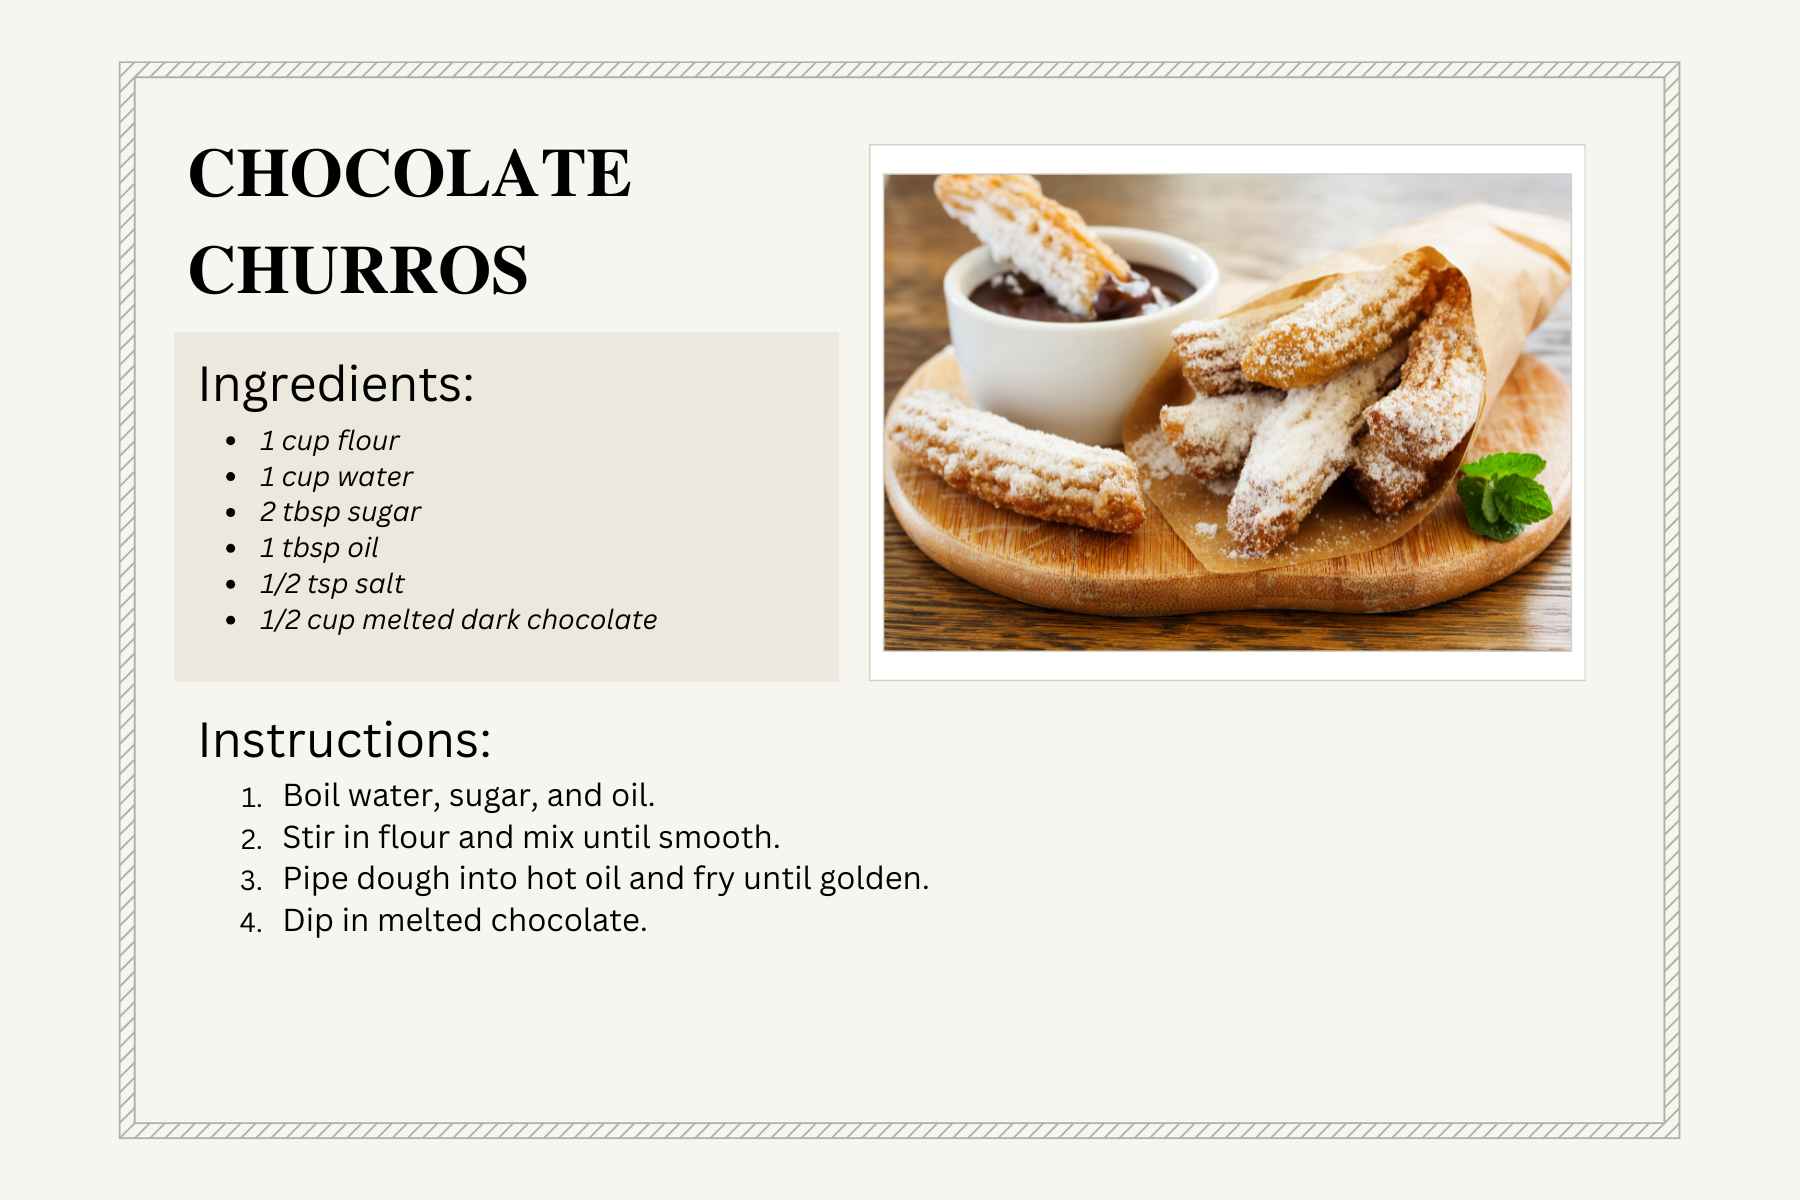 CHOCOLATE
CHURROS
Ingredients:
• 1 cup flour
• 1 cup water
• 2 tbsp sugar
• 1 tbsp oil
• 1/2 tsp salt
• 1/2 cup melted dark chocolate
Instructions:
1. Boil water, sugar, and oil.
2. Stir in flour and mix until smooth.
3. Pipe dough into hot oil and fry until golden.
4. Dip in melted chocolate.